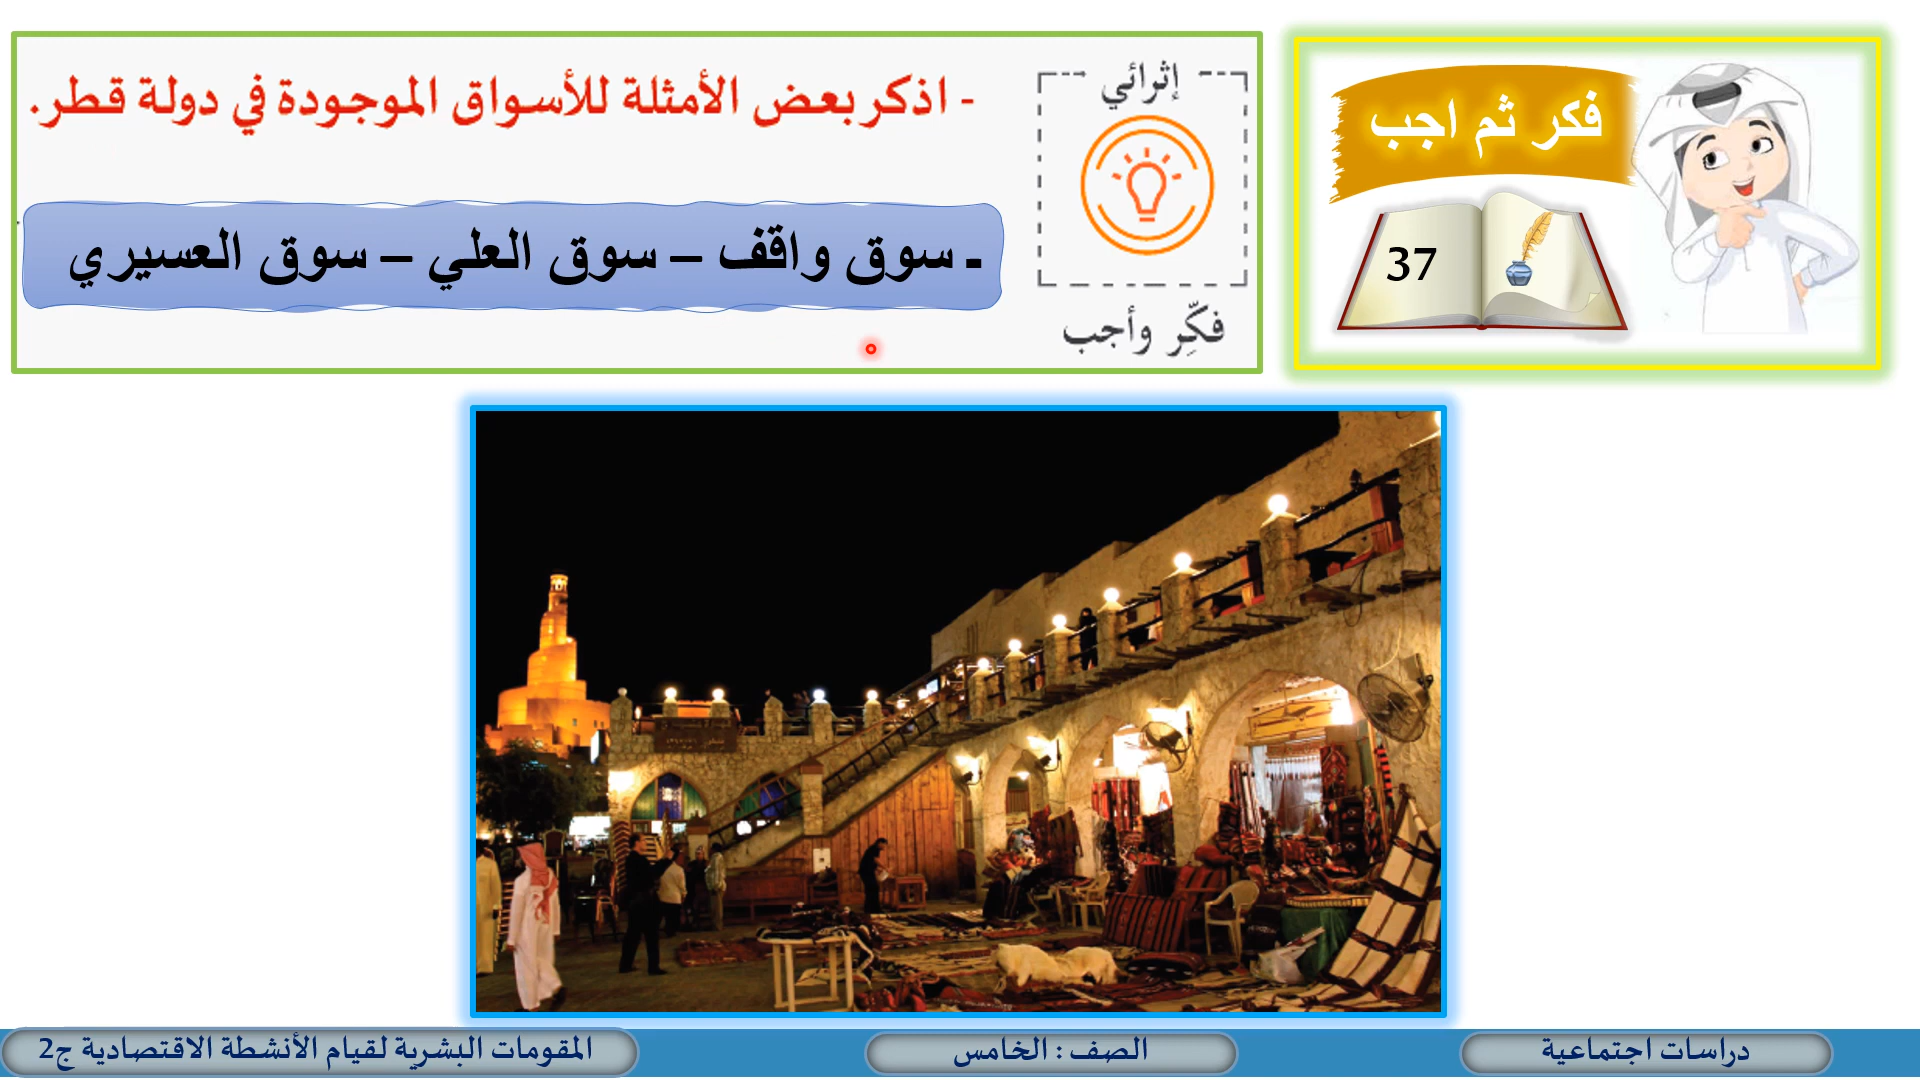 فكر ثم اجب
37
إثرائي
فكِّر وأجب
- اذكر بعض الأمثلة للأسواق الموجودة في دولة قطر.
ـ سوق واقف – سوق العلي – سوق العسيري
دراسات اجتماعية
الصف : الخامس
المقومات البشرية لقيام الأنشطة الاقتصادية ج2